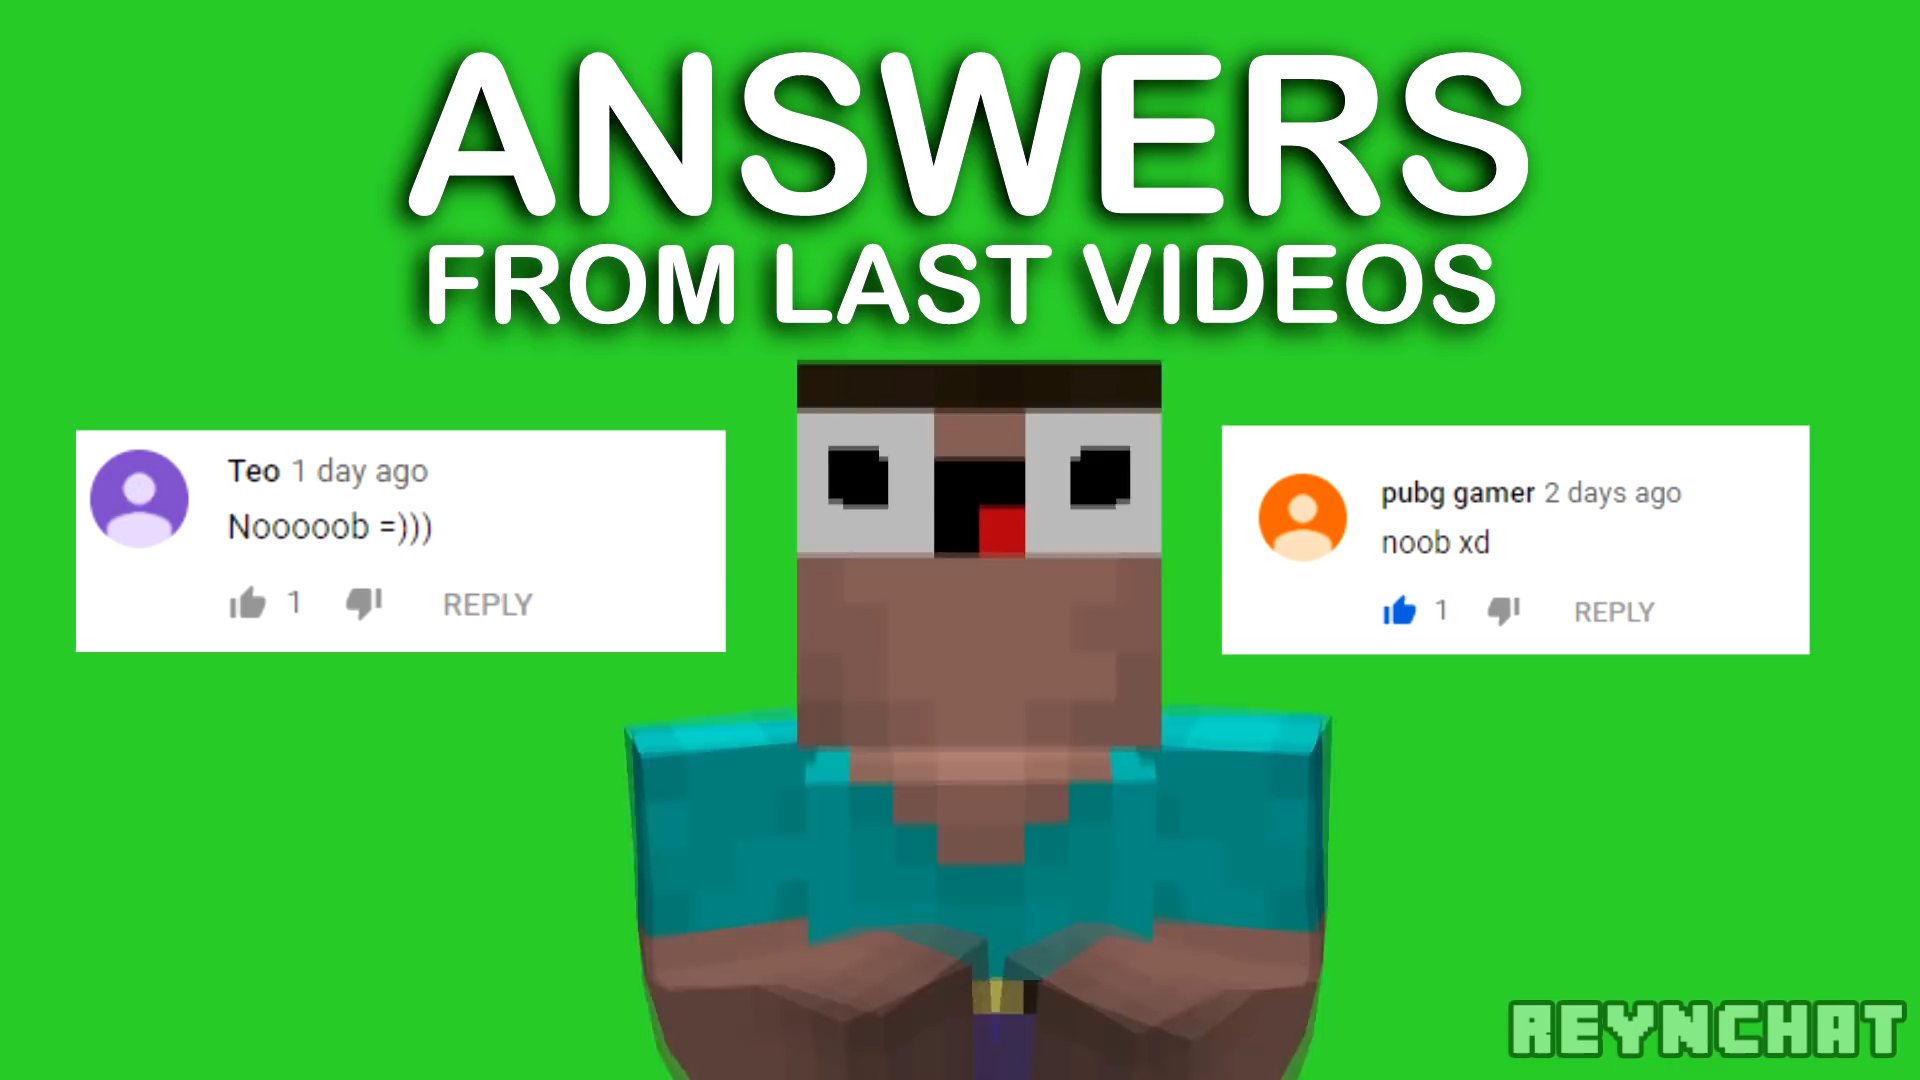 ANSWERS
FROM LAST VIDEOS
Teo 1 day ago
Nooooob =)))
1 REPLY
pubg gamer 2 days ago
noob xd
1 REPLY
REYNCHAT